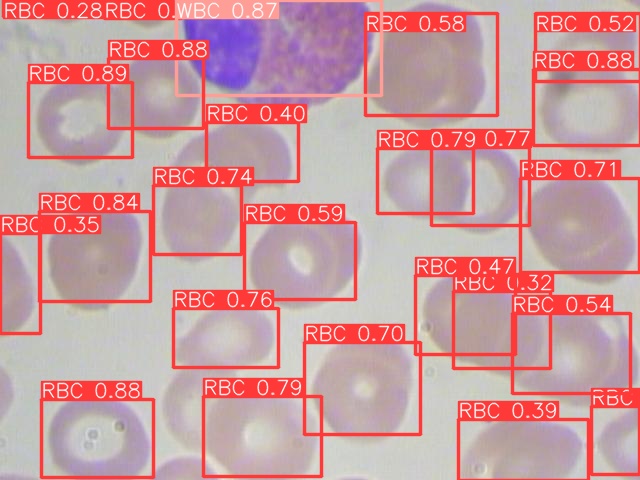 RBC 0.28
RBC 0.
WBC 0.87
RBC 0.58
RBC 0.52
RBC 0.88
RBC 0.88
RBC 0.89
RBC 0.40
RBC 0.79
0.77
RBC 0.71
RBC 0.74
RBC 0.84
RBC 0.59
RBC 0.35
RBC 0.47
RBC 0.32
RBC 0.76
RBC 0.54
RBC 0.70
RBC 0.88
RBC 0.79
RBC 0.39
RBC